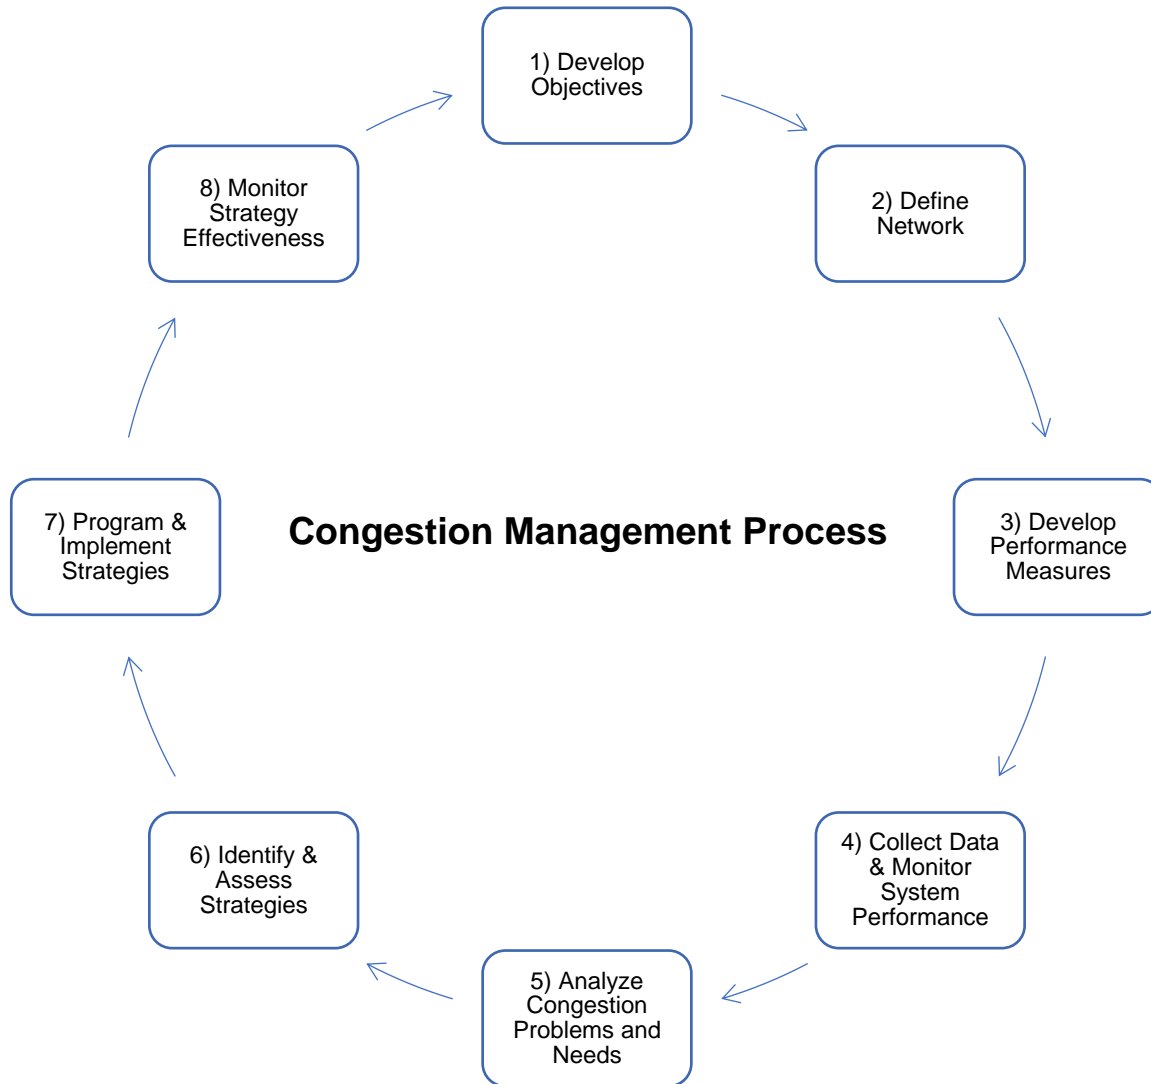 1) Develop
Objectives
2) Define
Network
3) Develop
Performance
Measures
4) Collect Data
& Monitor
System
Performance
5) Analyze
Congestion
Problems and
Needs
6) Identify &
Assess
Strategies
7) Program &
Implement
Strategies
8) Monitor
Strategy
Effectiveness
Congestion Management Process